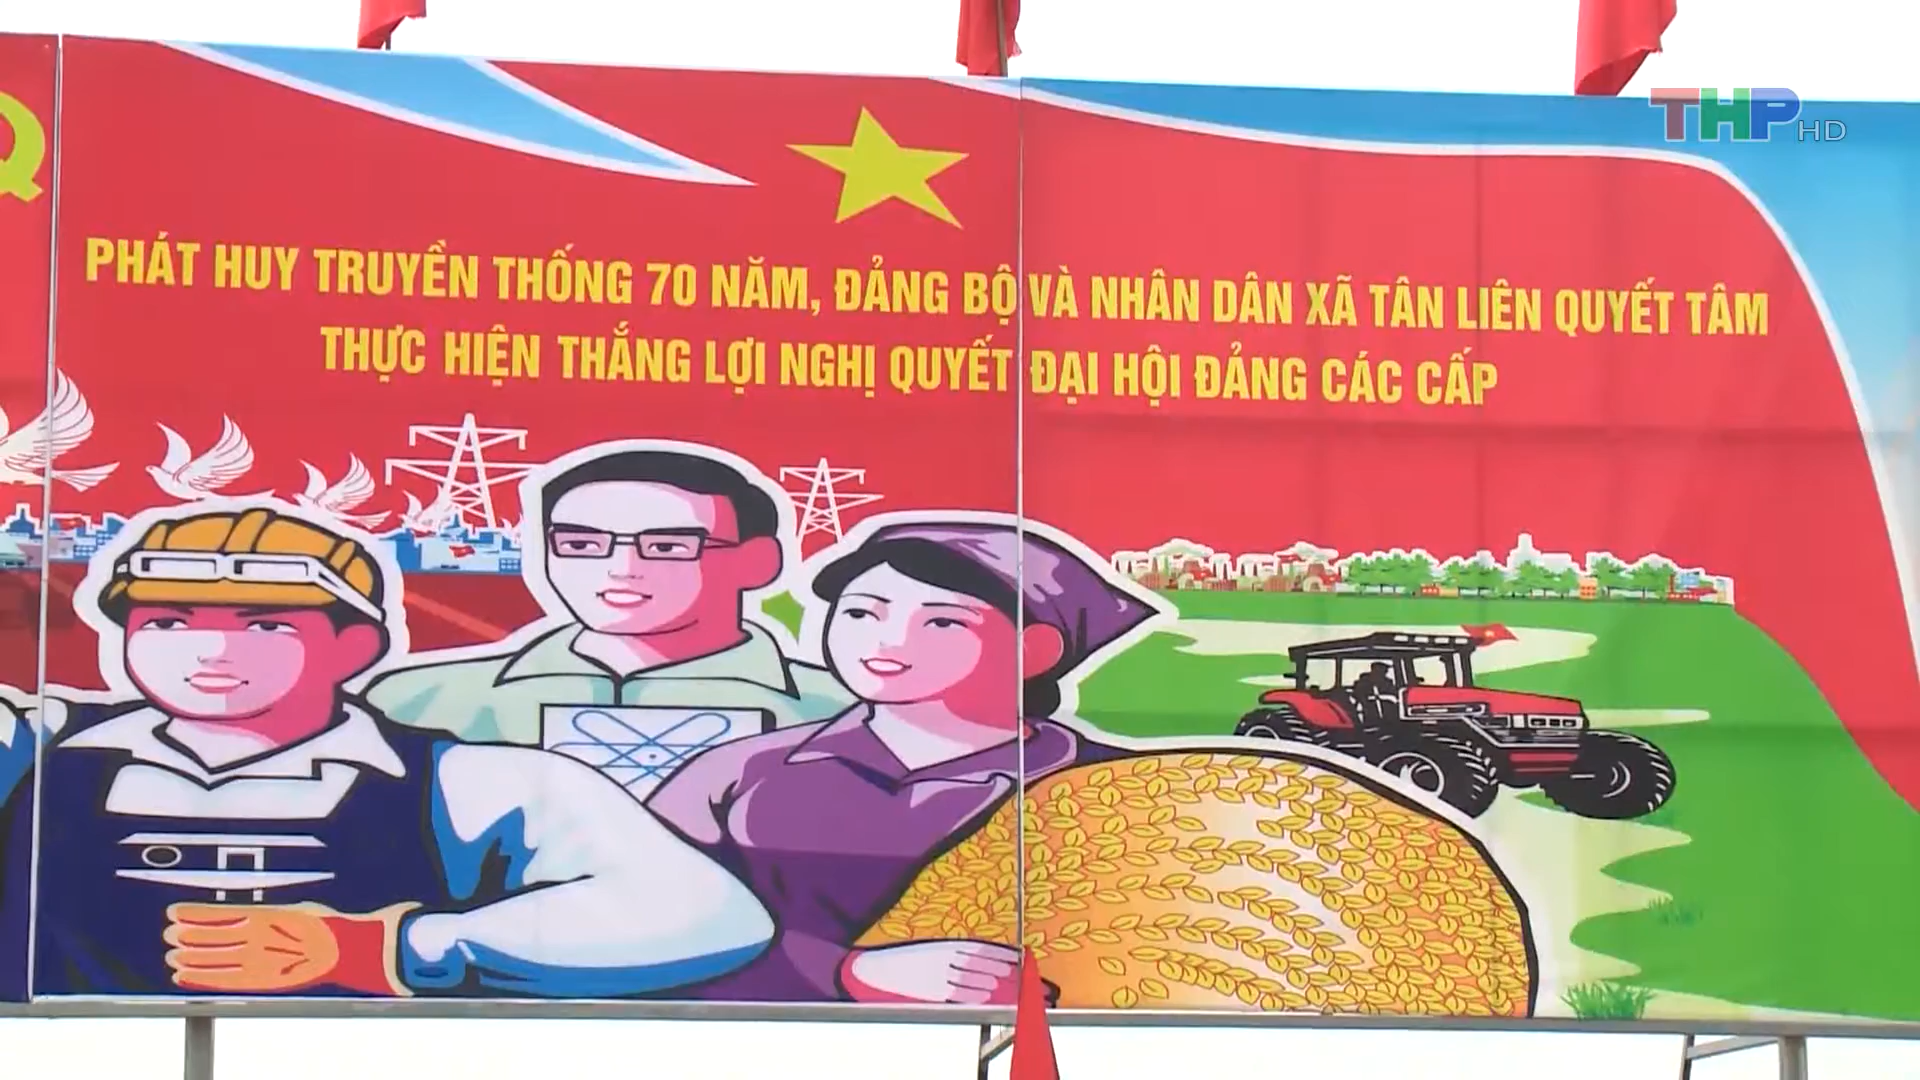 THP HD
PHÁT HUY TRUYỀN THỐNG 70 NĂM, ĐẢNG BỘ VÀ NHÂN DÂN XÃ TÂN LIÊN QUYẾT TÂM
THỰC HIỆN THẮNG LỢI NGHỊ QUYẾT ĐẠI HỘI ĐẢNG CÁC CẤP